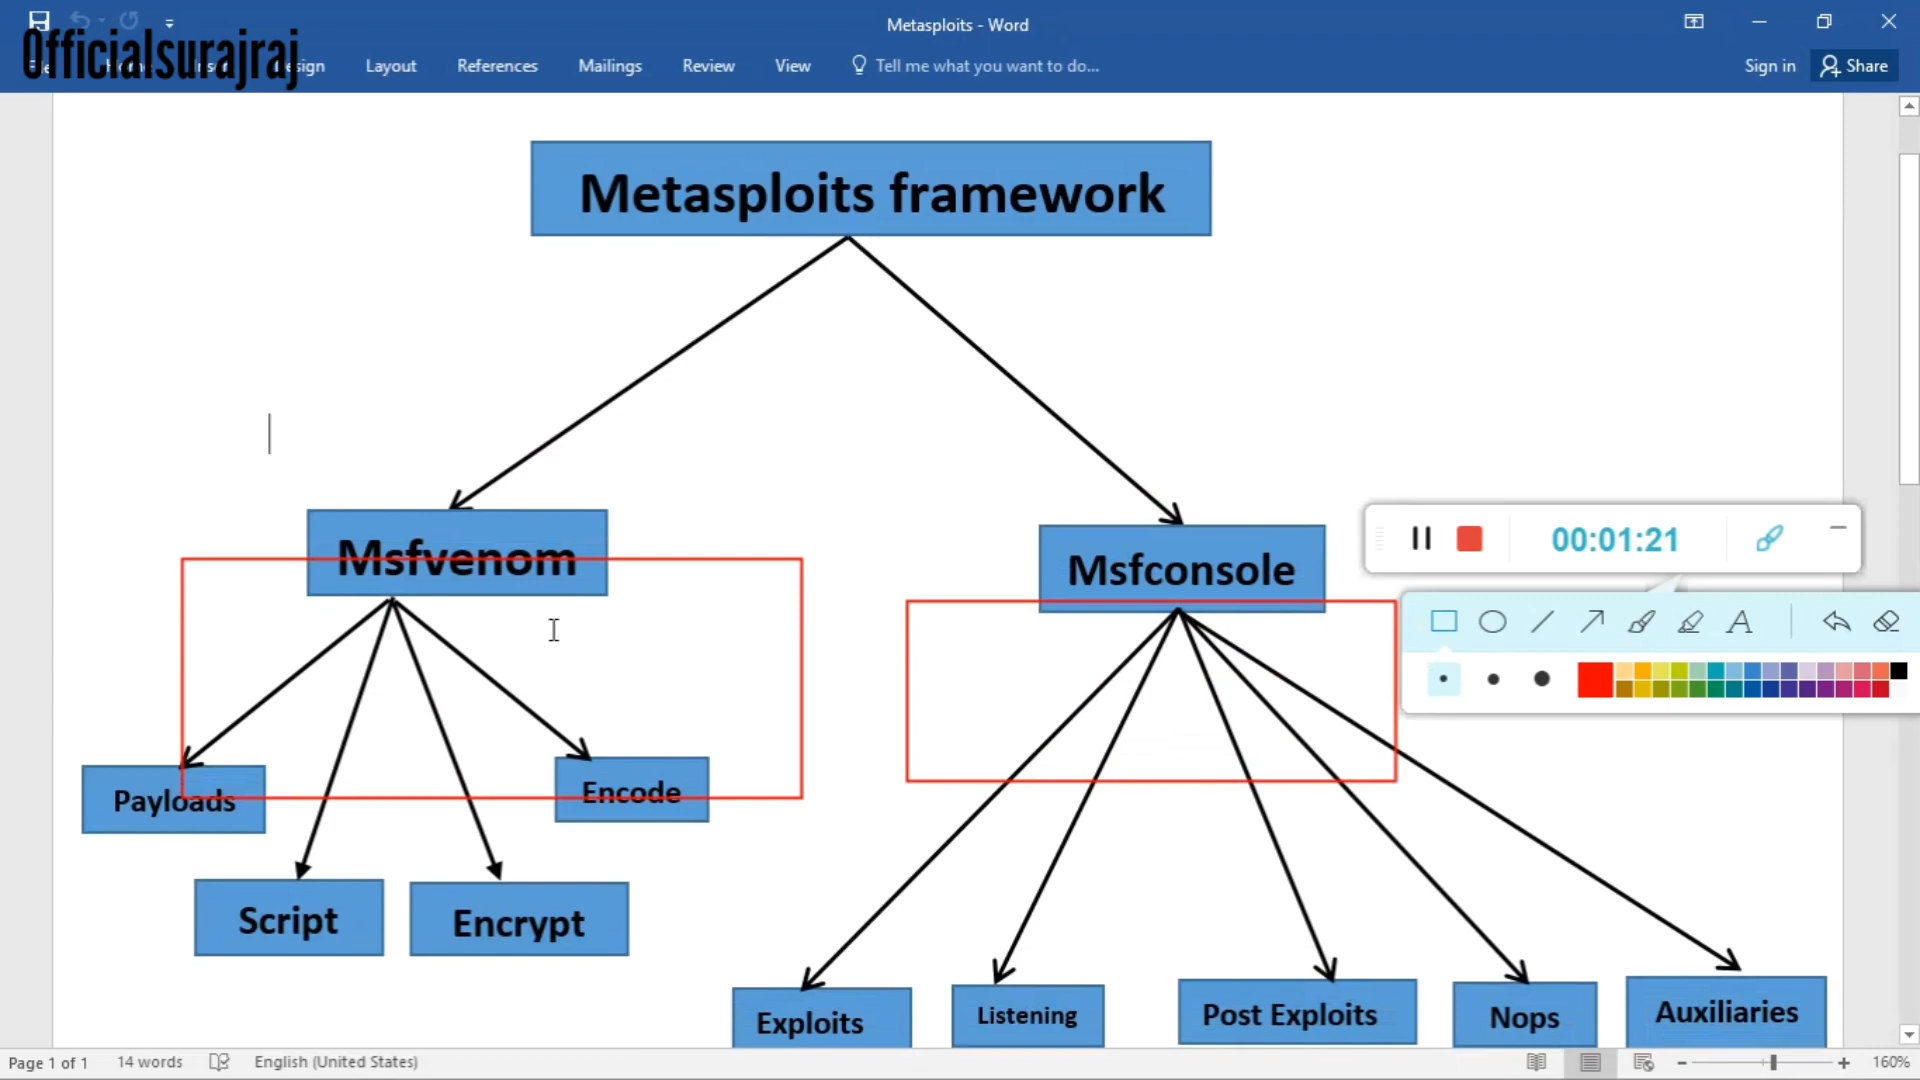 Metasploits - Word
Officialsurajraj
Design Layout References Mailings Review View Tell me what you want to do... Sign in Share
Metasploits framework
Msfvenom
Msfconsole
00:01:21
Payloads
Encode
Script
Encrypt
Exploits
Listening
Post Exploits
Nops
Auxiliaries
Page 1 of 1 14 words English (United States) 160%